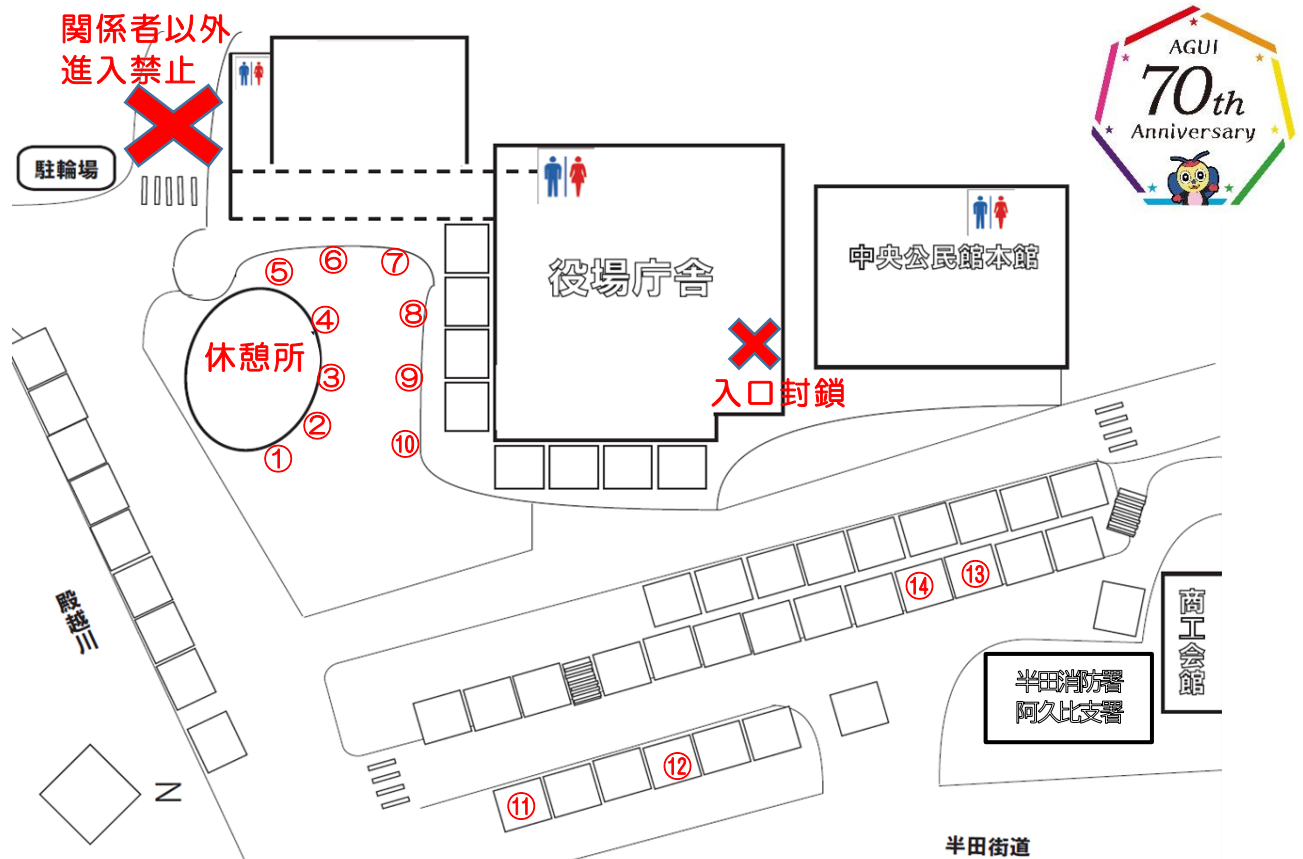 関係者以外
進入禁止
AGUI
70th
Anniversary
駐輪場
役場庁舎
中央公民館本館
⑤
⑥
⑦
④
⑧
休憩所
③
⑨
②
⑩
①
入口封鎖
殿越川
⑭
⑬
商工会館
半田消防署
阿久比支署
⑫
⑪
N
半田街道